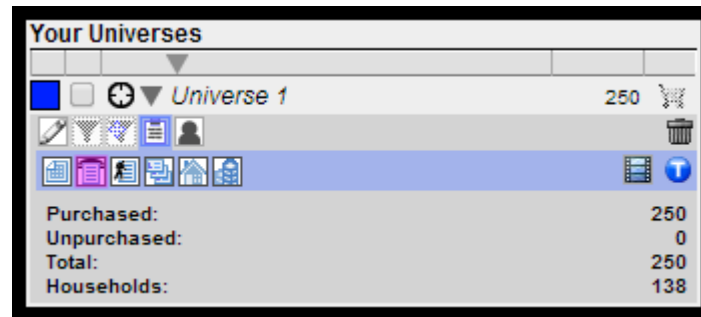 Your Universes
Universe 1 250
T
Purchased: 250
Unpurchased: 0
Total: 250
Households: 138